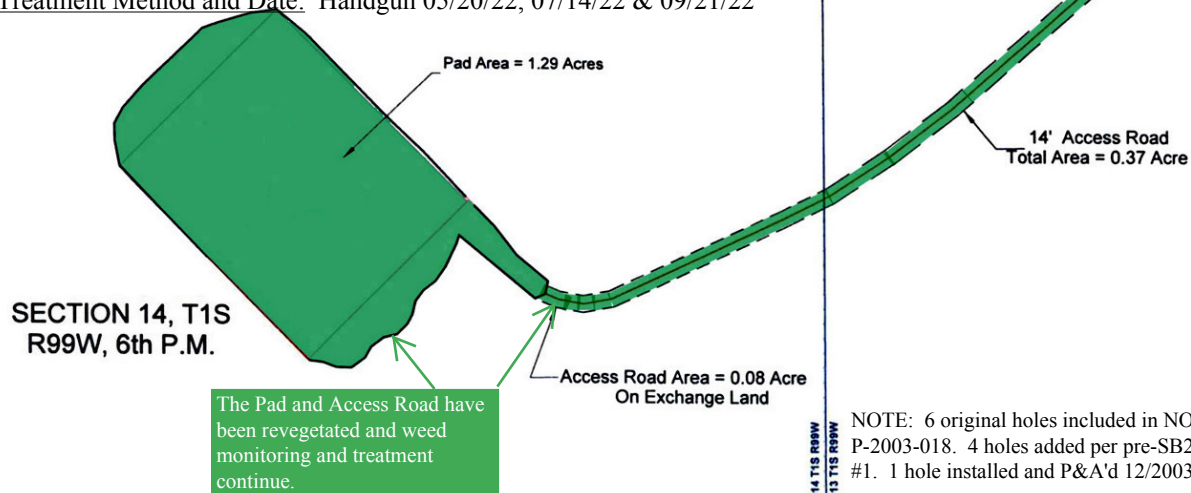 Treatment Method and Date: Handgun 05/20/22, 07/14/22 & 09/21/22
Pad Area = 1.29 Acres
14' Access Road
Total Area = 0.37 Acre
SECTION 14, T1S
R99W, 6th P.M.
Access Road Area = 0.08 Acre
On Exchange Land
The Pad and Access Road have
been revegetated and weed
monitoring and treatment
continue.
14 T1S R99W
13 T1S R99W
NOTE: 6 original holes included in NO
P-2003-018. 4 holes added per pre-SB2
#1. 1 hole installed and P&A'd 12/2003